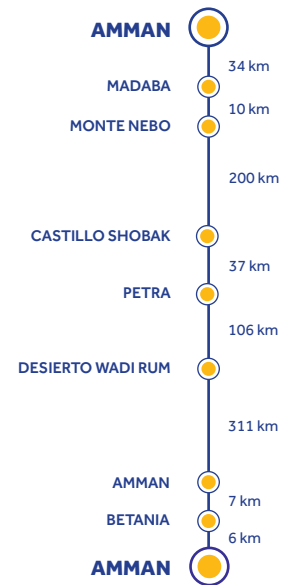 AMMAN
34 km
MADABA
10 km
MONTE NEBO
200 km
CASTILLO SHOBAK
37 km
PETRA
106 km
DESIERTO WADI RUM
311 km
AMMAN
7 km
BETANIA
6 km
AMMAN